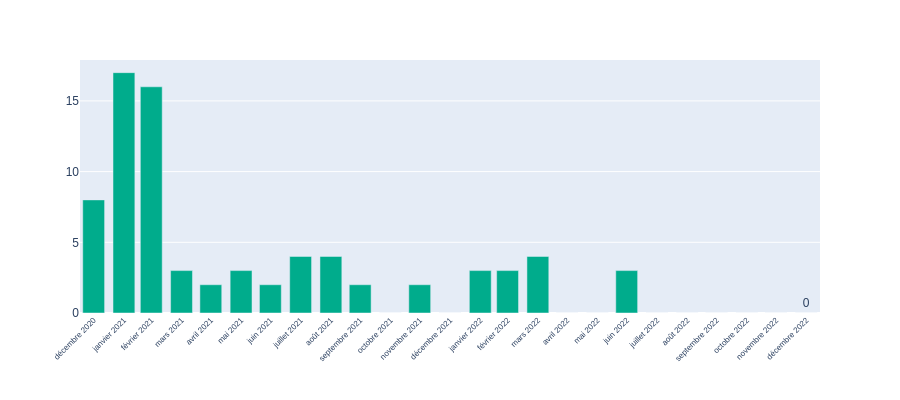 15
10
5
0
0
décembre 2020
janvier 2021
février 2021
mars 2021
avril 2021
mai 2021
juin 2021
juillet 2021
août 2021
septembre 2021
octobre 2021
novembre 2021
décembre 2021
janvier 2022
février 2022
mars 2022
avril 2022
mai 2022
juin 2022
juillet 2022
août 2022
septembre 2022
octobre 2022
novembre 2022
décembre 2022